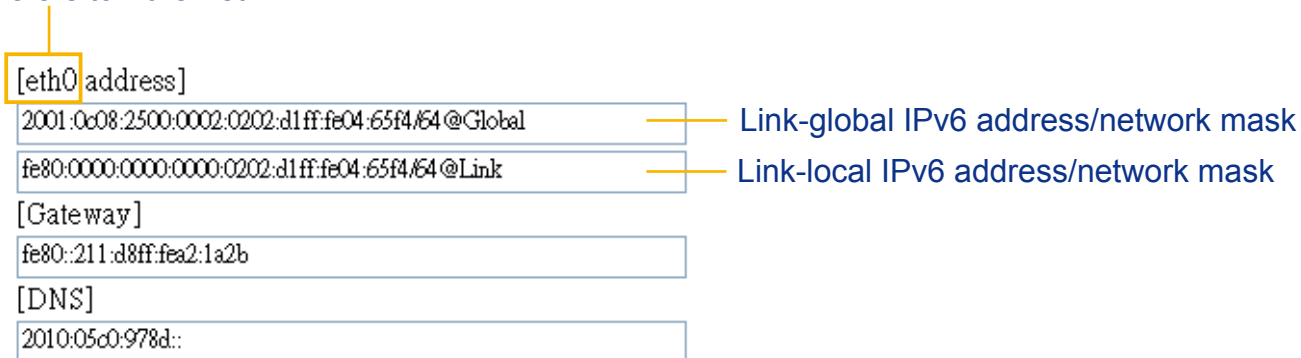 [eth0 address]
2001:0c08:2500:0002:0202:d1ff:fe04:65f4/64@Global
Link-global IPv6 address/network mask
fe80:0000:0000:0000:0202:d1ff:fe04:65f4/64@Link
Link-local IPv6 address/network mask
[Gateway]
fe80::211:d8ff:fea2:1a2b
[DNS]
2010:05c0:978d::